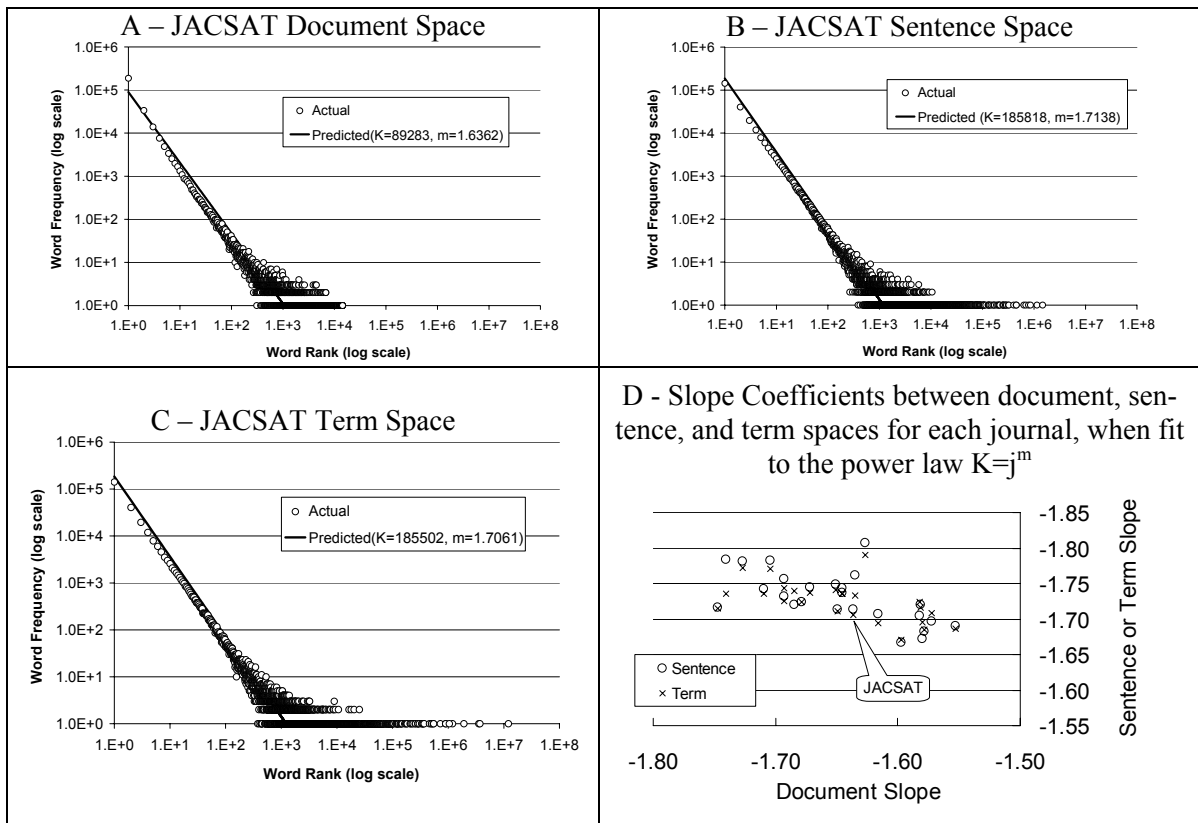 A – JACSAT Document Space
1.0E+6
1.0E+5
1.0E+4
1.0E+3
1.0E+2
1.0E+1
1.0E+0
Word Frequency (log scale)
Actual
Predicted(K=89283, m=1.6362)
1.E+0 1.E+1 1.E+2 1.E+3 1.E+4 1.E+5 1.E+6 1.E+7 1.E+8
Word Rank (log scale)
B – JACSAT Sentence Space
1.0E+6
1.0E+5
1.0E+4
1.0E+3
1.0E+2
1.0E+1
1.0E+0
Word Frequency (log scale)
Actual
Predicted (K=185818, m=1.7138)
1.E+0 1.E+1 1.E+2 1.E+3 1.E+4 1.E+5 1.E+6 1.E+7 1.E+8
Word Rank (log scale)
C – JACSAT Term Space
1.0E+6
1.0E+5
1.0E+4
1.0E+3
1.0E+2
1.0E+1
1.0E+0
Word Frequency (log scale)
Actual
Predicted(K=185502, m=1.7061)
1.E+0 1.E+1 1.E+2 1.E+3 1.E+4 1.E+5 1.E+6 1.E+7 1.E+8
Word Rank (log scale)
D - Slope Coefficients between document, sen-
tence, and term spaces for each journal, when fit
to the power law K=j^m
-1.85
-1.80
-1.75
-1.70
-1.65
-1.60
-1.55
Sentence or Term Slope
Sentence
Term
JACSAT
-1.80 -1.70 -1.60 -1.50
Document Slope